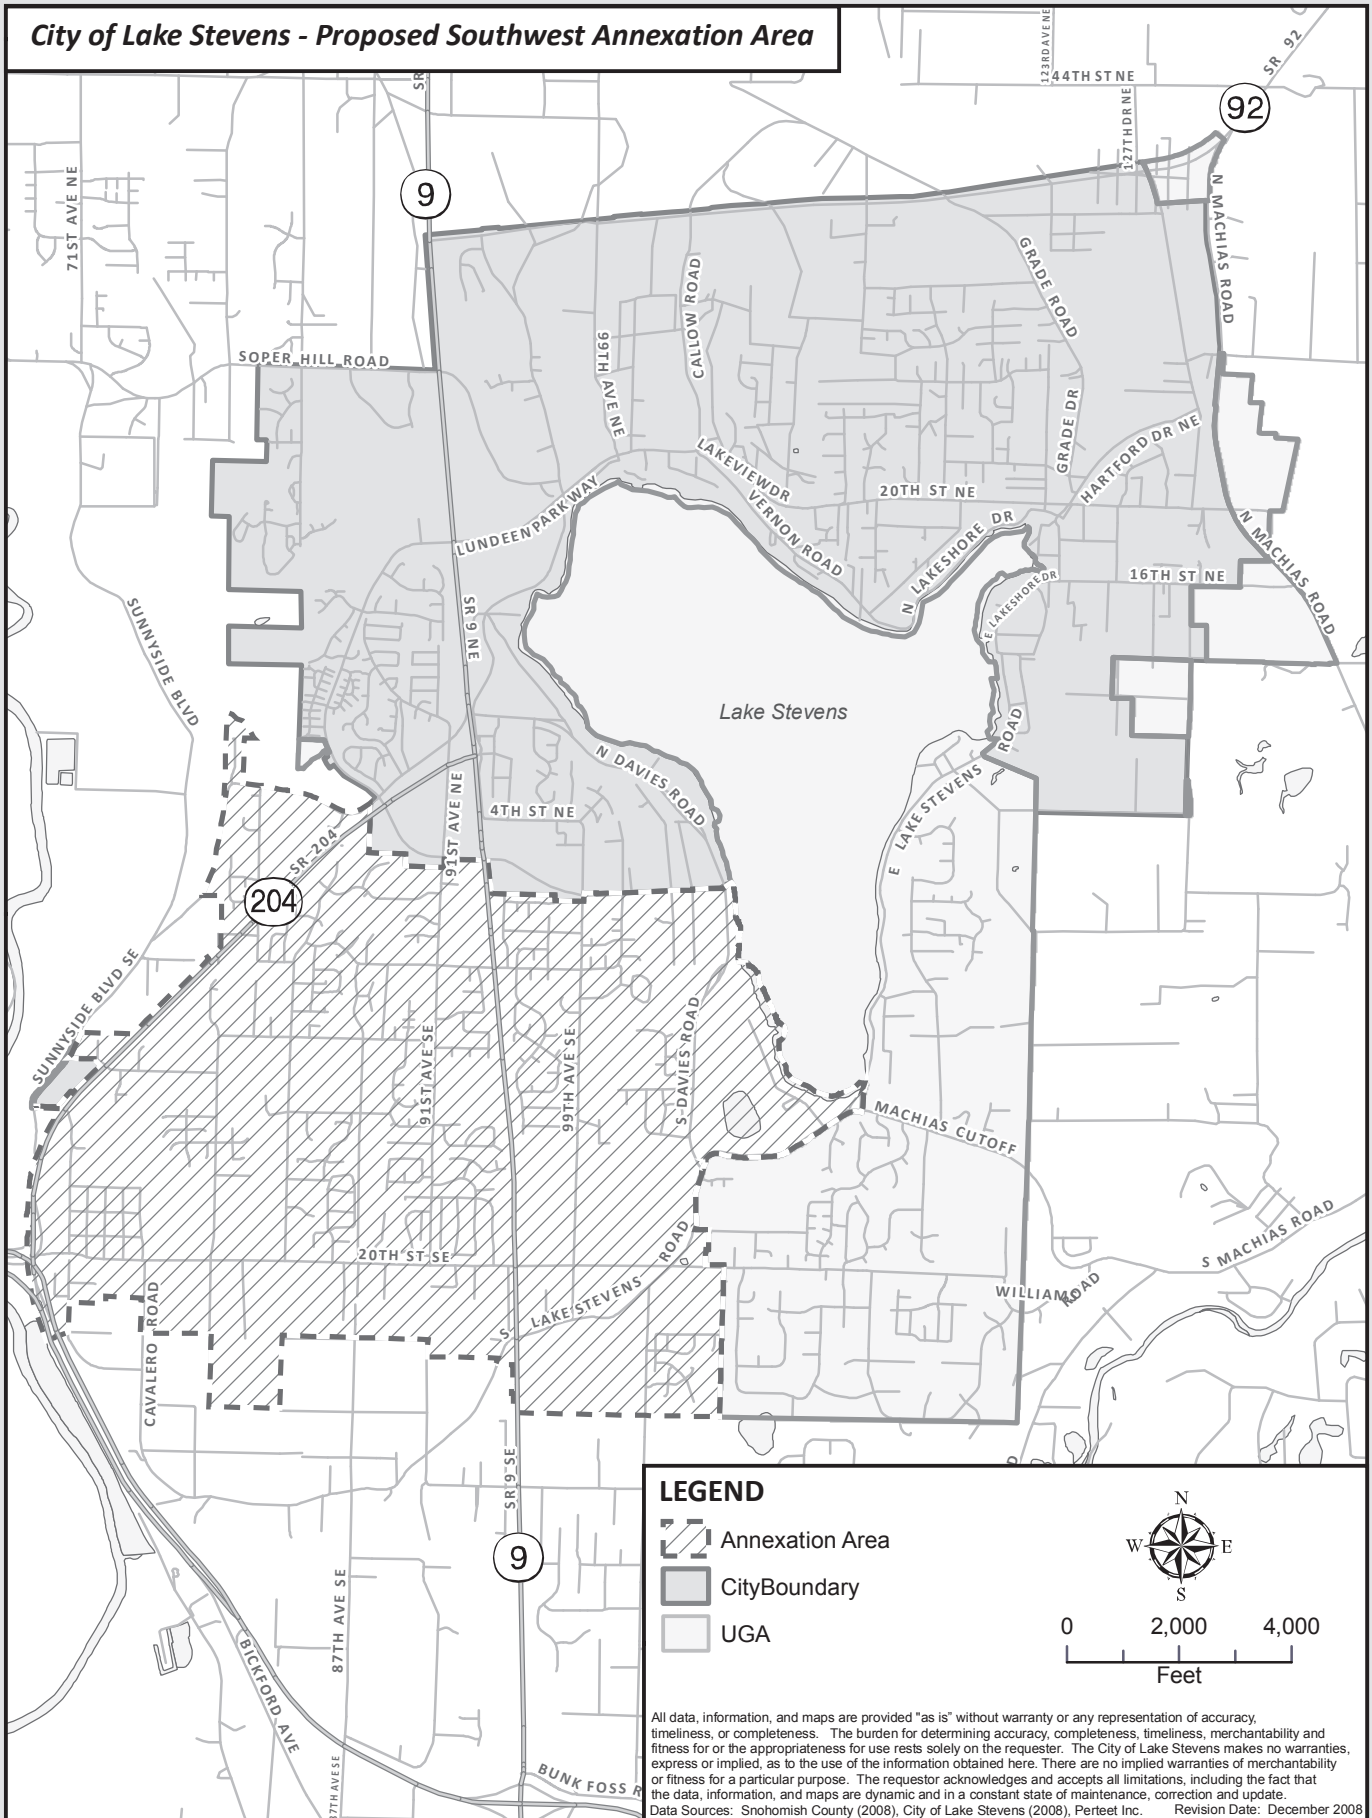 City of Lake Stevens - Proposed Southwest Annexation Area
SR
123RD AVE NE
44TH ST NE
SR 92
92
127TH DR NE
9
71ST AVE NE
N MACHIAS ROAD
GRADE ROAD
CALLOW ROAD
99TH AVE NE
SOPER HILL ROAD
GRADE DR
HARTFORD DR NE
LAKEVIEW DR
20TH ST NE
VERNON ROAD
LUNDEEN PARK WAY
N LAKESHORE DR
N MACHIAS ROAD
E LAKESHORE DR
16TH ST NE
SUNNYSIDE BLVD
SR 9 NE
Lake Stevens
N DAVIES ROAD
E LAKE STEVENS ROAD
91ST AVE NE
4TH ST NE
SR-204
204
SUNNYSIDE BLVD SE
91ST AVE SE
99TH AVE SE
S DAVIES ROAD
MACHIAS CUTOFF
20TH ST SE
S LAKE STEVENS ROAD
S MACHIAS ROAD
WILLIAMS ROAD
CAVALERO ROAD
SR 9 SE
9
87TH AVE SE
BICKFORD AVE
87TH AVE SE
BUNK FOSS R
D
LEGEND
Annexation Area
CityBoundary
UGA
N
W E
S
0 2,000 4,000
Feet
All data, information, and maps are provided "as is" without warranty or any representation of accuracy,
timeliness, or completeness. The burden for determining accuracy, completeness, timeliness, merchantability and
fitness for or the appropriateness for use rests solely on the requester. The City of Lake Stevens makes no warranties,
express or implied, as to the use of the information obtained here. There are no implied warranties of merchantability
or fitness for a particular purpose. The requestor acknowledges and accepts all limitations, including the fact that
the data, information, and maps are dynamic and in a constant state of maintenance, correction and update.
Data Sources: Snohomish County (2008), City of Lake Stevens (2008), Perteet Inc. Revision Date: December 2008